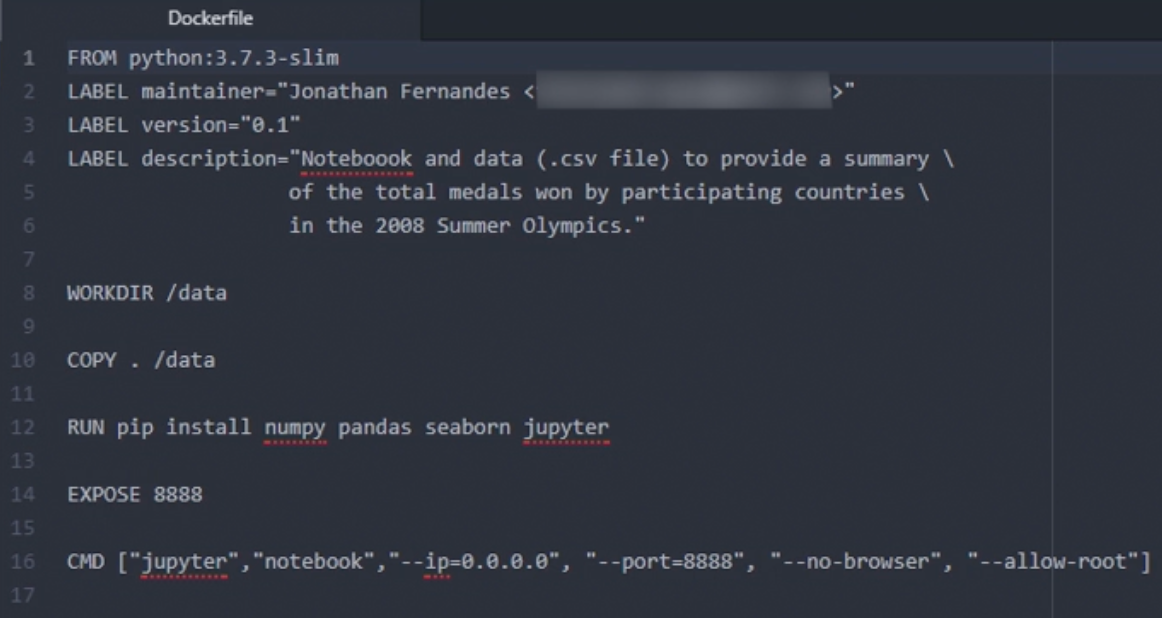 Dockerfile
1 FROM python:3.7.3-slim
2 LABEL maintainer="Jonathan Fernandes < >"
3 LABEL version="0.1"
4 LABEL description="Noteboook and data (.csv file) to provide a summary \
5 of the total medals won by participating countries \
6 in the 2008 Summer Olympics."
7
8 WORKDIR /data
9
10 COPY . /data
11
12 RUN pip install numpy pandas seaborn jupyter
13
14 EXPOSE 8888
15
16 CMD ["jupyter","notebook","--ip=0.0.0.0", "--port=8888", "--no-browser", "--allow-root"]
17